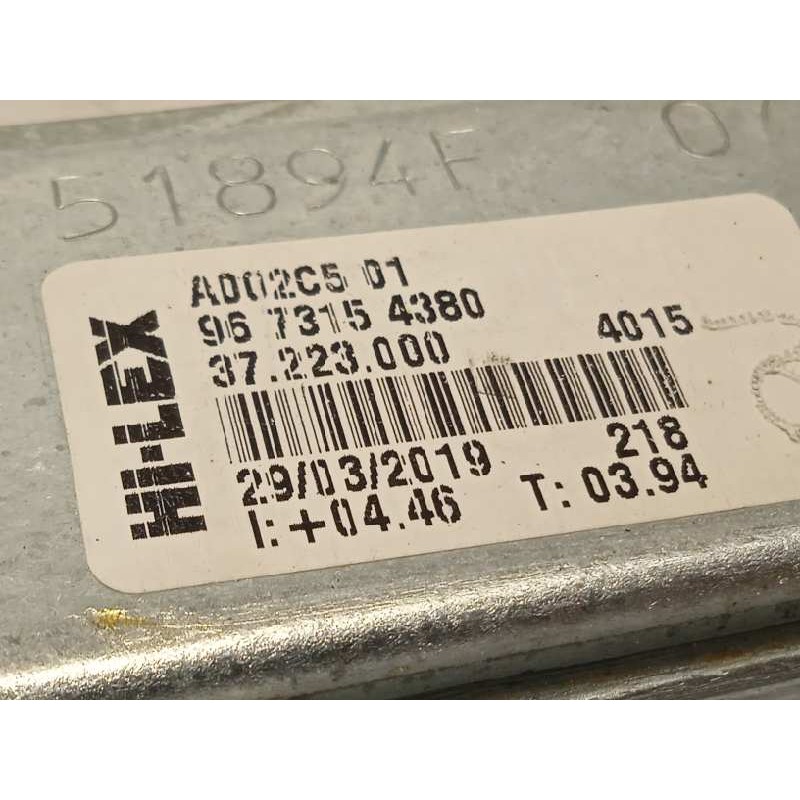 51894F
A002C5 01
96 7315 4380
37.223.000 4015
HI-LEX
29/03/2019 218
I:+04.46 T: 03.94